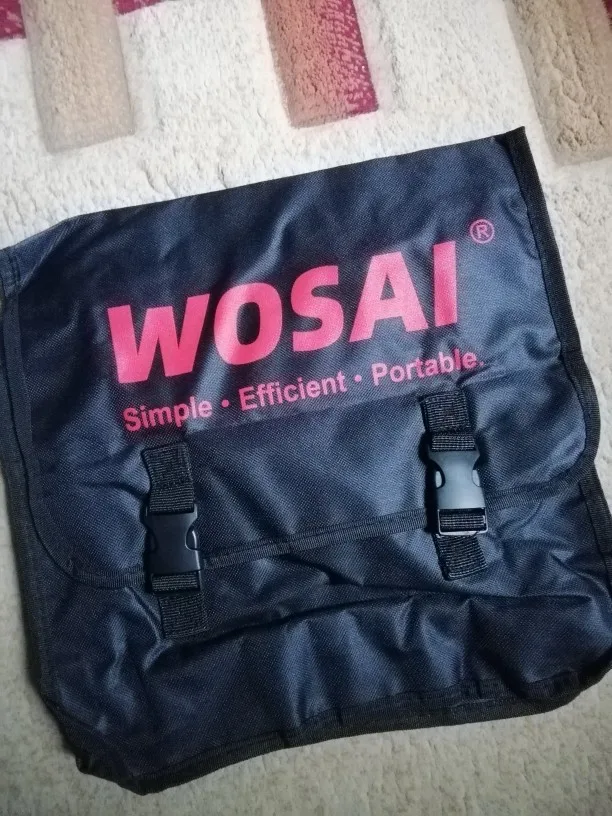 WOSAI ®
Simple • Efficient • Portable.